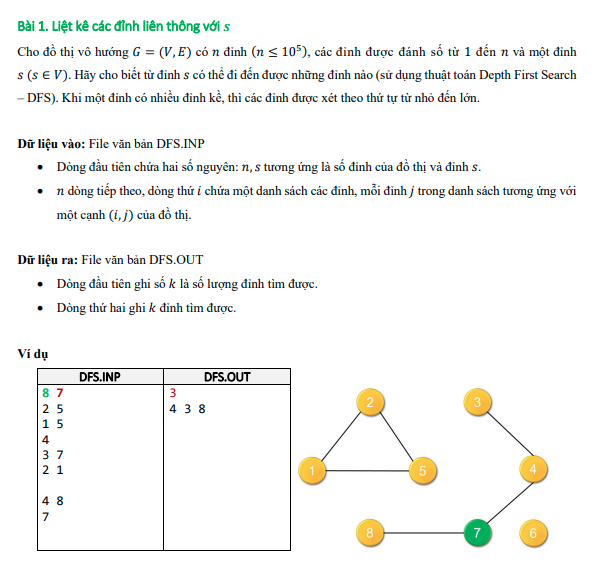 Bài 1. Liệt kê các đỉnh liên thông với s
Cho đồ thị vô hướng G = (V, E) có n đỉnh (n ≤ 10⁵), các đỉnh được đánh số từ 1 đến n và một đỉnh
s (s ∈ V). Hãy cho biết từ đỉnh s có thể đi đến được những đỉnh nào (sử dụng thuật toán Depth First Search
– DFS). Khi một đỉnh có nhiều đỉnh kề, thì các đỉnh được xét theo thứ tự từ nhỏ đến lớn.
Dữ liệu vào: File văn bản DFS.INP
• Dòng đầu tiên chứa hai số nguyên: n, s tương ứng là số đỉnh của đồ thị và đỉnh s.
• n dòng tiếp theo, dòng thứ i chứa một danh sách các đỉnh, mỗi đỉnh j trong danh sách tương ứng với
một cạnh (i, j) của đồ thị.
Dữ liệu ra: File văn bản DFS.OUT
• Dòng đầu tiên ghi số k là số lượng đỉnh tìm được.
• Dòng thứ hai ghi k đỉnh tìm được.
Ví dụ
DFS.INP DFS.OUT
8 7
2 5
1 5
4
3 7
2 1
4 8
7
3
4 3 8
2
3
1
5
4
8
7
6